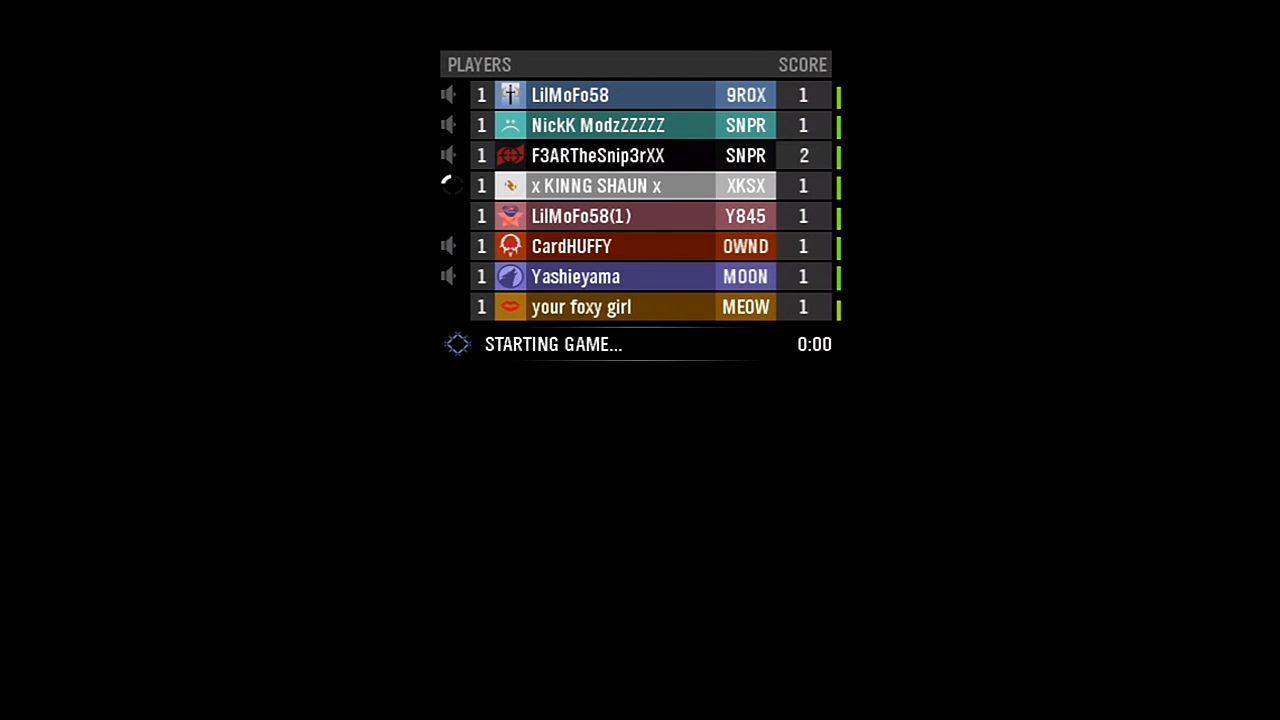 PLAYERS SCORE
1 LilMoFo58 9ROX 1
1 NickK ModzZZZZZ SNPR 1
1 F3ARTheSnip3rXX SNPR 2
1 x KINNG SHAUN x XKSX 1
1 LilMoFo58(1) Y845 1
1 CardHUFFY OWND 1
1 Yashieyama MOON 1
1 your foxy girl MEOW 1
STARTING GAME... 0:00